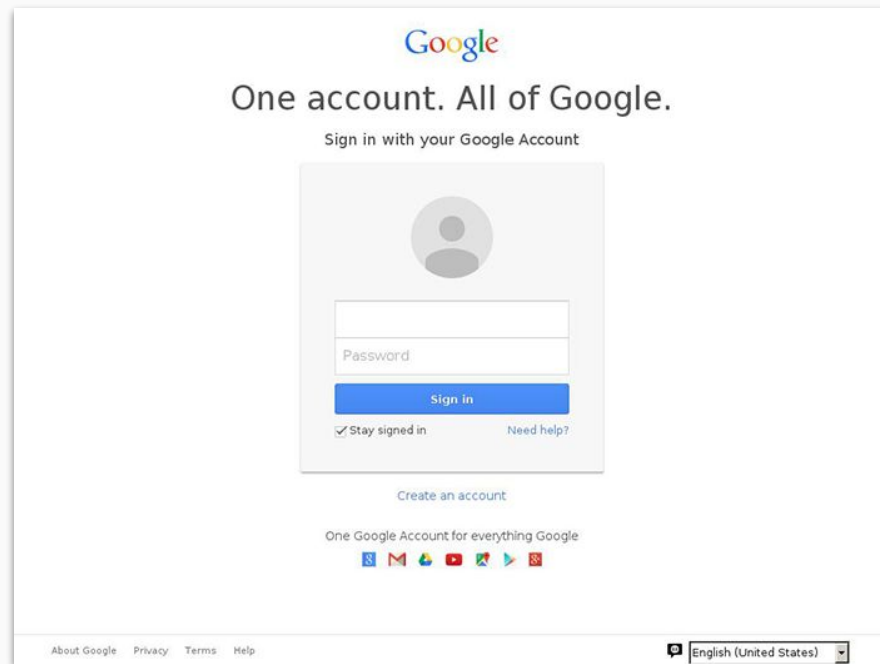 Google
One account. All of Google.
Sign in with your Google Account
Password
Sign in
Stay signed in Need help?
Create an account
One Google Account for everything Google
About Google Privacy Terms Help English (United States)